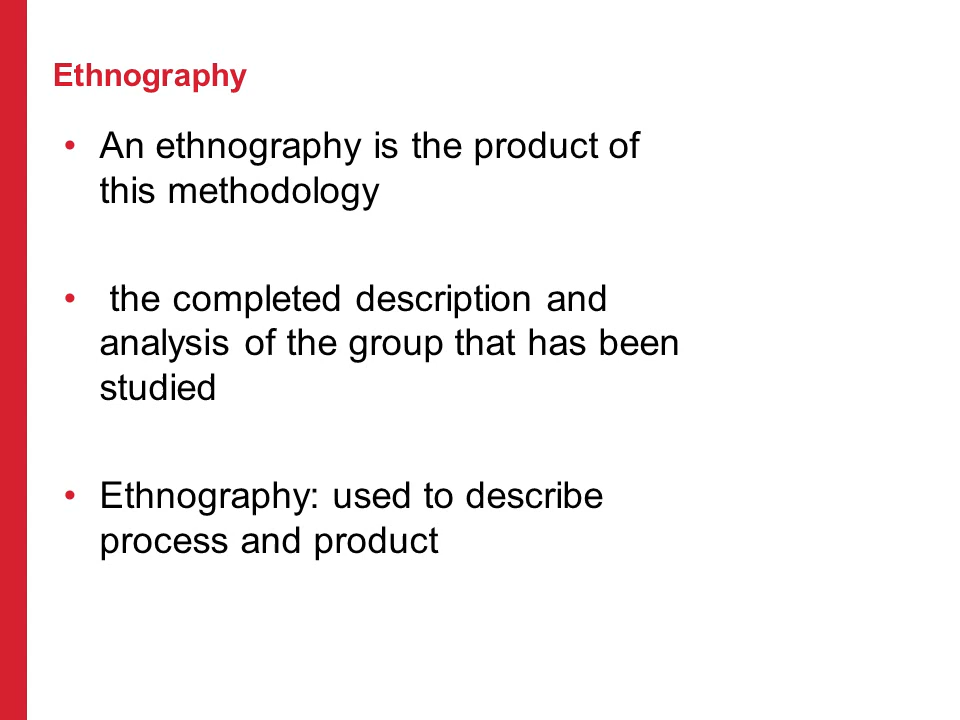 Ethnography
• An ethnography is the product of
this methodology
• the completed description and
analysis of the group that has been
studied
• Ethnography: used to describe
process and product